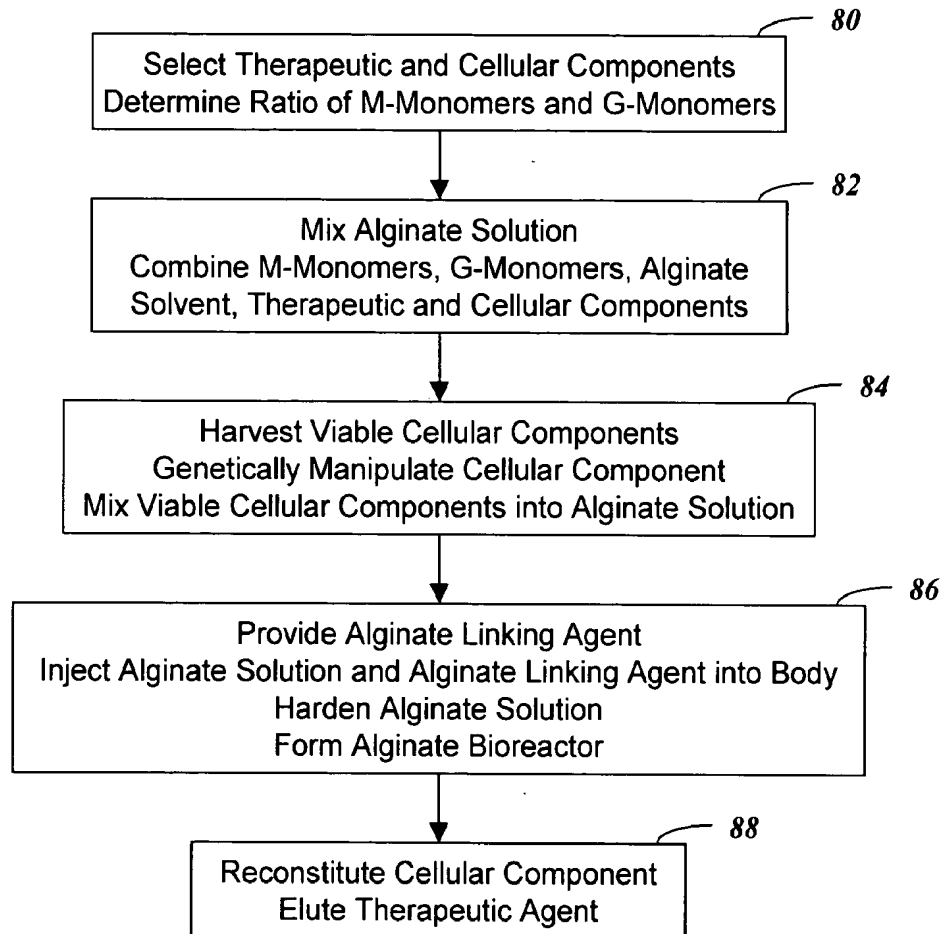 80
Select Therapeutic and Cellular Components
Determine Ratio of M-Monomers and G-Monomers
82
Mix Alginate Solution
Combine M-Monomers, G-Monomers, Alginate
Solvent, Therapeutic and Cellular Components
84
Harvest Viable Cellular Components
Genetically Manipulate Cellular Component
Mix Viable Cellular Components into Alginate Solution
86
Provide Alginate Linking Agent
Inject Alginate Solution and Alginate Linking Agent into Body
Harden Alginate Solution
Form Alginate Bioreactor
88
Reconstitute Cellular Component
Elute Therapeutic Agent